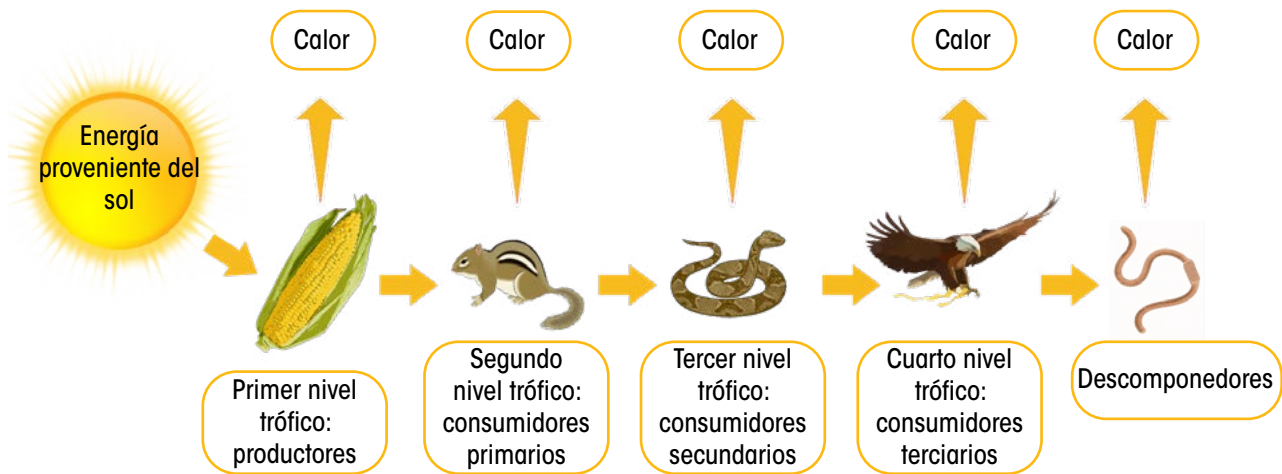 Calor
Calor
Calor
Calor
Calor
Energía
proveniente del
sol
Primer nivel
trófico:
productores
Segundo
nivel trófico:
consumidores
primarios
Tercer nivel
trófico:
consumidores
secundarios
Cuarto nivel
trófico:
consumidores
terciarios
Descomponedores